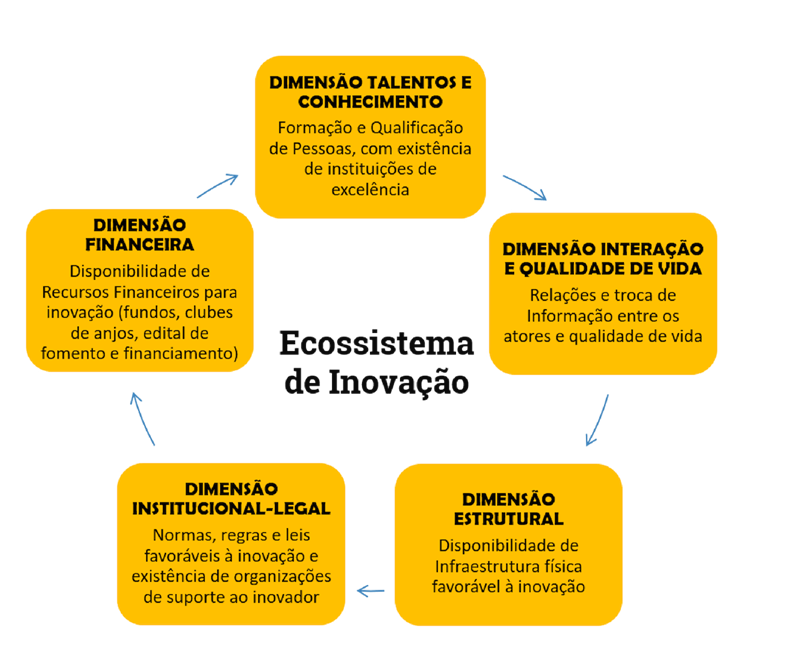 DIMENSÃO TALENTOS E
CONHECIMENTO
Formação e Qualificação
de Pessoas, com existência
de instituições de
excelência
DIMENSÃO INTERAÇÃO
E QUALIDADE DE VIDA
Relações e troca de
Informação entre os
atores e qualidade de vida
DIMENSÃO
ESTRUTURAL
Disponibilidade de
Infraestrutura física
favorável à inovação
DIMENSÃO
INSTITUCIONAL-LEGAL
Normas, regras e leis
favoráveis à inovação e
existência de organizações
de suporte ao inovador
DIMENSÃO
FINANCEIRA
Disponibilidade de
Recursos Financeiros para
inovação (fundos, clubes
de anjos, edital de
fomento e financiamento)
Ecossistema
de Inovação